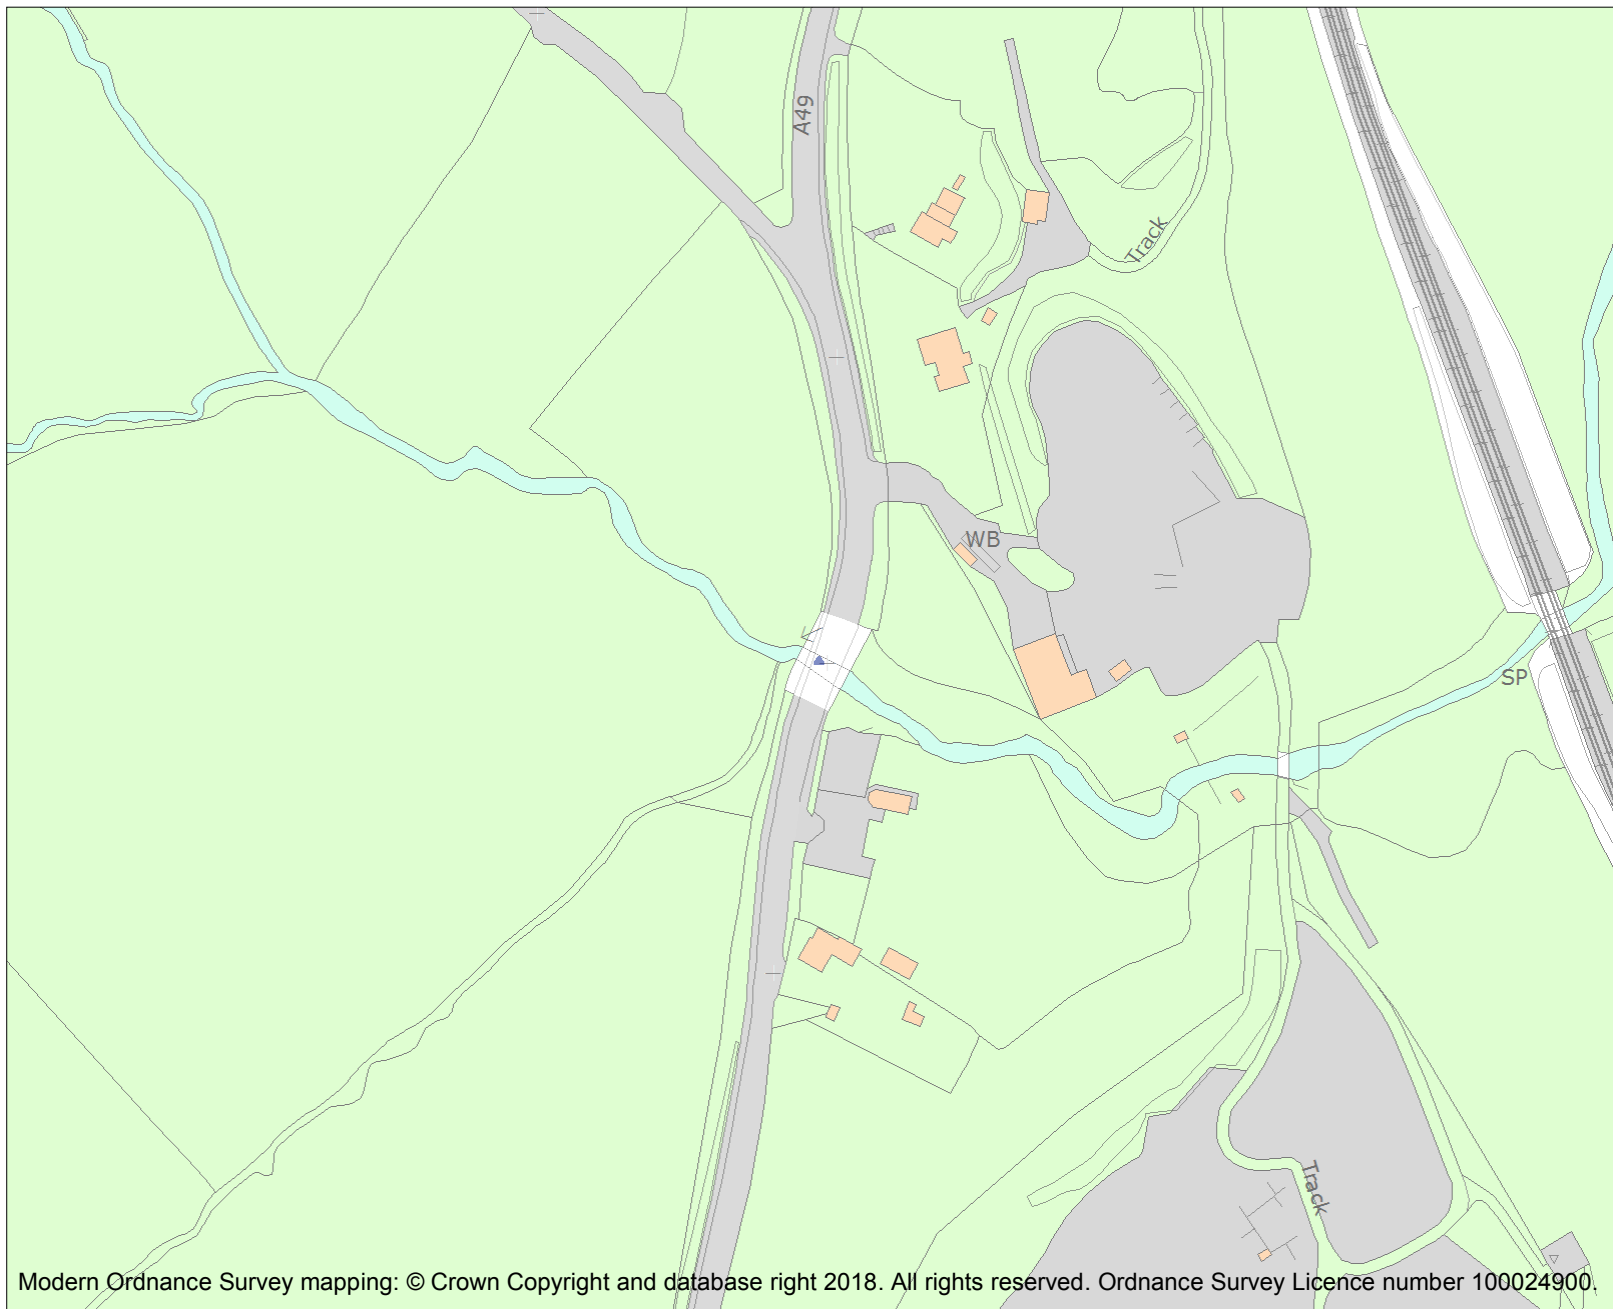 A49
Track
WB
SP
Track
Modern Ordnance Survey mapping: © Crown Copyright and database right 2018. All rights reserved. Ordnance Survey Licence number 100024900.